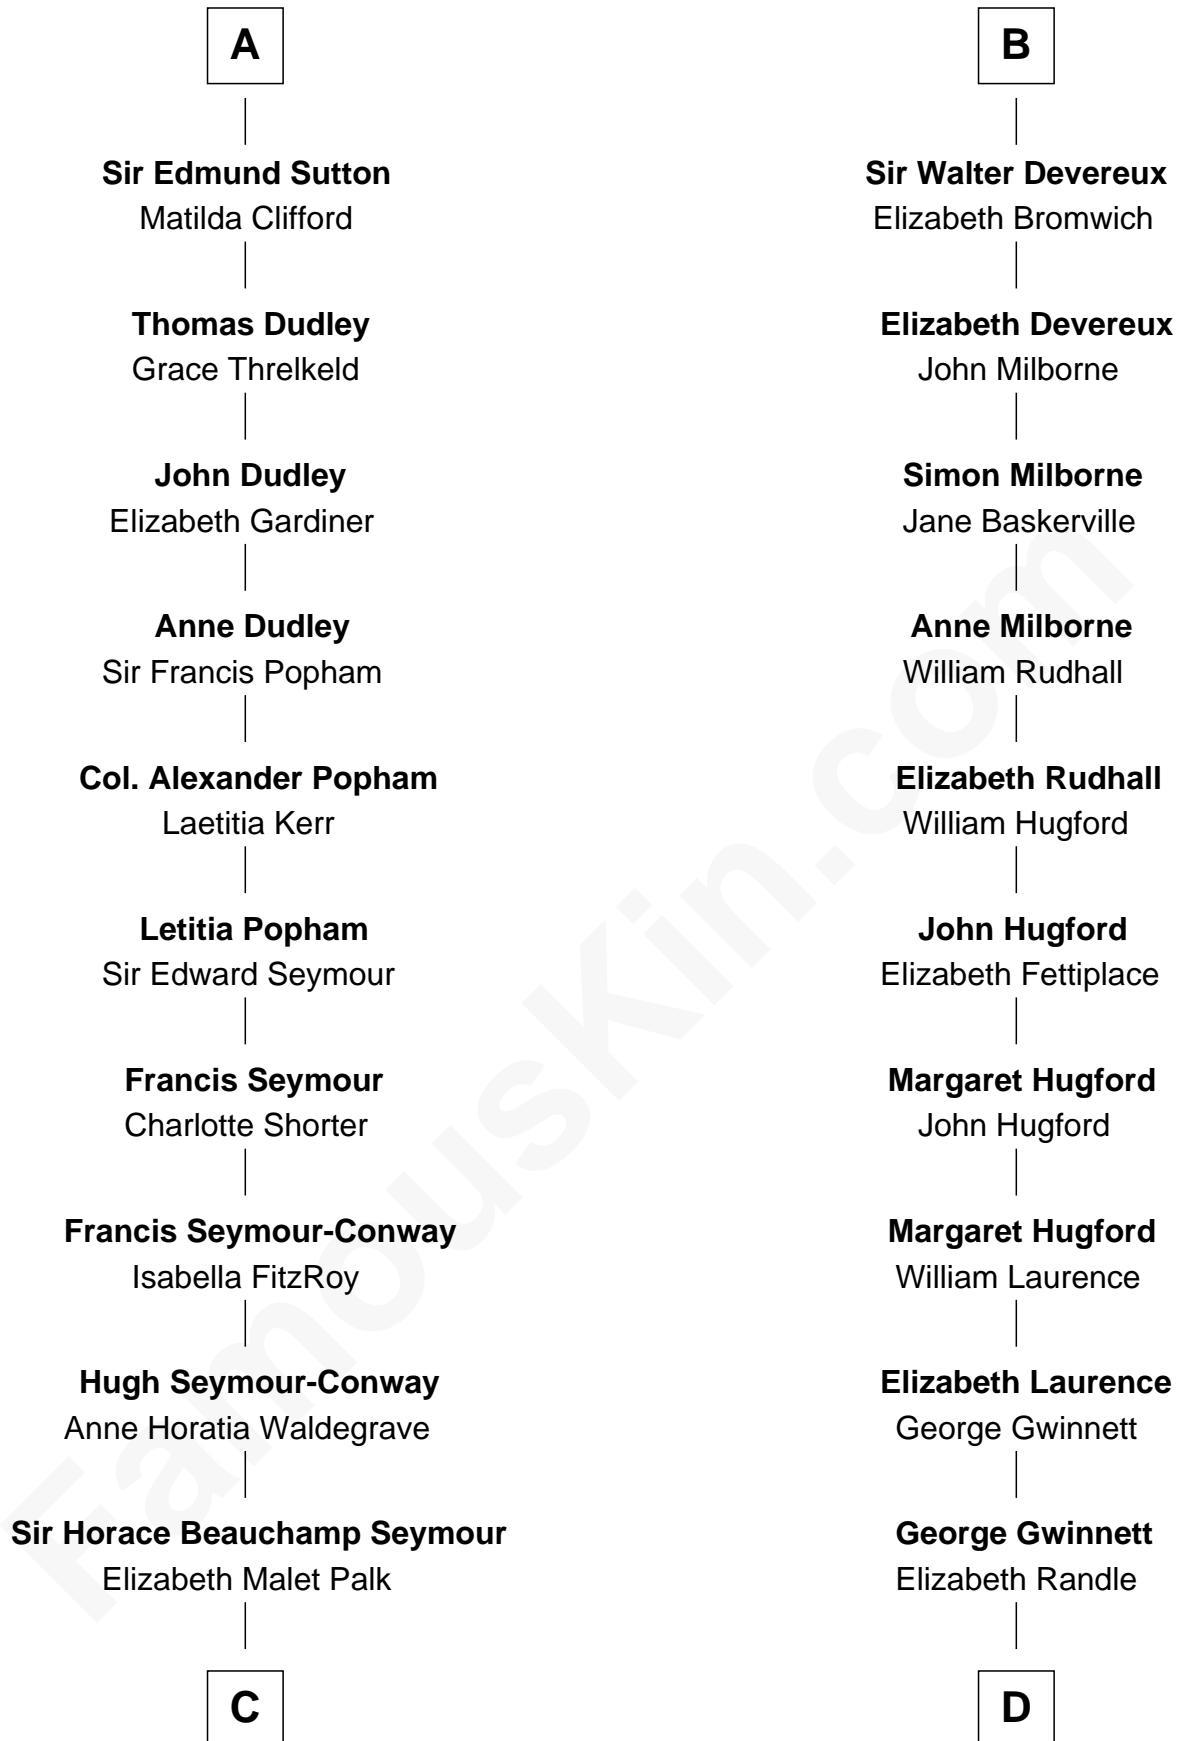 A
Sir Edmund Sutton
Matilda Clifford
Thomas Dudley
Grace Threlkeld
John Dudley
Elizabeth Gardiner
Anne Dudley
Sir Francis Popham
Col. Alexander Popham
Laetitia Kerr
Letitia Popham
Sir Edward Seymour
Francis Seymour
Charlotte Shorter
Francis Seymour-Conway
Isabella FitzRoy
Hugh Seymour-Conway
Anne Horatia Waldegrave
Sir Horace Beauchamp Seymour
Elizabeth Malet Palk
C
B
Sir Walter Devereux
Elizabeth Bromwich
Elizabeth Devereux
John Milborne
Simon Milborne
Jane Baskerville
Anne Milborne
William Rudhall
Elizabeth Rudhall
William Hugford
John Hugford
Elizabeth Fettiplace
Margaret Hugford
John Hugford
Margaret Hugford
William Laurence
Elizabeth Laurence
George Gwinnett
George Gwinnett
Elizabeth Randle
D
FamousKin.com